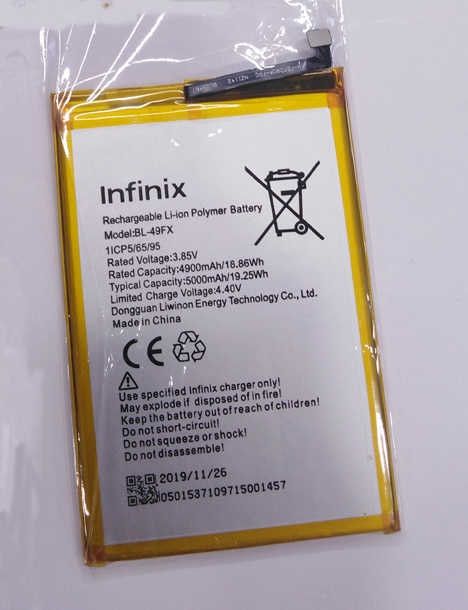 Infinix
Rechargeable Li-ion Polymer Battery
Model:BL-49FX
1ICP5/65/95
Rated Voltage:3.85V
Rated Capacity:4900mAh/18.86Wh
Typical Capacity:5000mAh/19.25Wh
Limited Charge Voltage:4.40V
Dongguan Liwinon Energy Technology Co., Ltd.
Made in China
CE
Use specified Infinix charger only!
May explode if disposed of in fire!
Keep the battery out of reach of children!
Do not short-circuit!
Do not squeeze or shock!
Do not disassemble!
2019/11/26
0501537109715001457